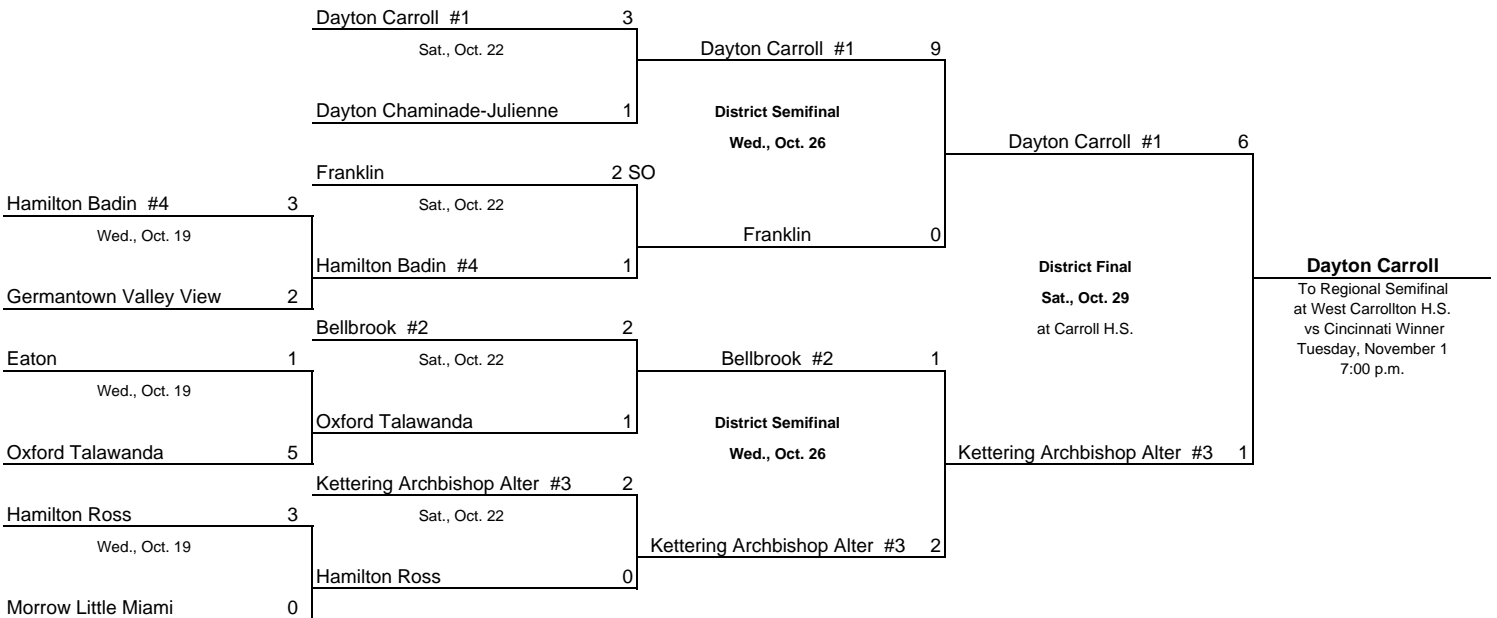 Dayton Carroll #1 3
Sat., Oct. 22
Dayton Carroll #1 9
Dayton Chaminade-Julienne 1
District Semifinal
Wed., Oct. 26
Dayton Carroll #1 6
Franklin 2 SO
Hamilton Badin #4 3
Sat., Oct. 22
Wed., Oct. 19
Franklin 0
Hamilton Badin #4 1
District Final
Dayton Carroll
Germantown Valley View 2
Sat., Oct. 29
To Regional Semifinal
at West Carrollton H.S.
Bellbrook #2 2
at Carroll H.S.
vs Cincinnati Winner
Tuesday, November 1
7:00 p.m.
Eaton 1
Sat., Oct. 22
Bellbrook #2 1
Wed., Oct. 19
Oxford Talawanda 1
District Semifinal
Oxford Talawanda 5
Wed., Oct. 26
Kettering Archbishop Alter #3 1
Kettering Archbishop Alter #3 2
Hamilton Ross 3
Sat., Oct. 22
Wed., Oct. 19
Kettering Archbishop Alter #3 2
Hamilton Ross 0
Morrow Little Miami 0